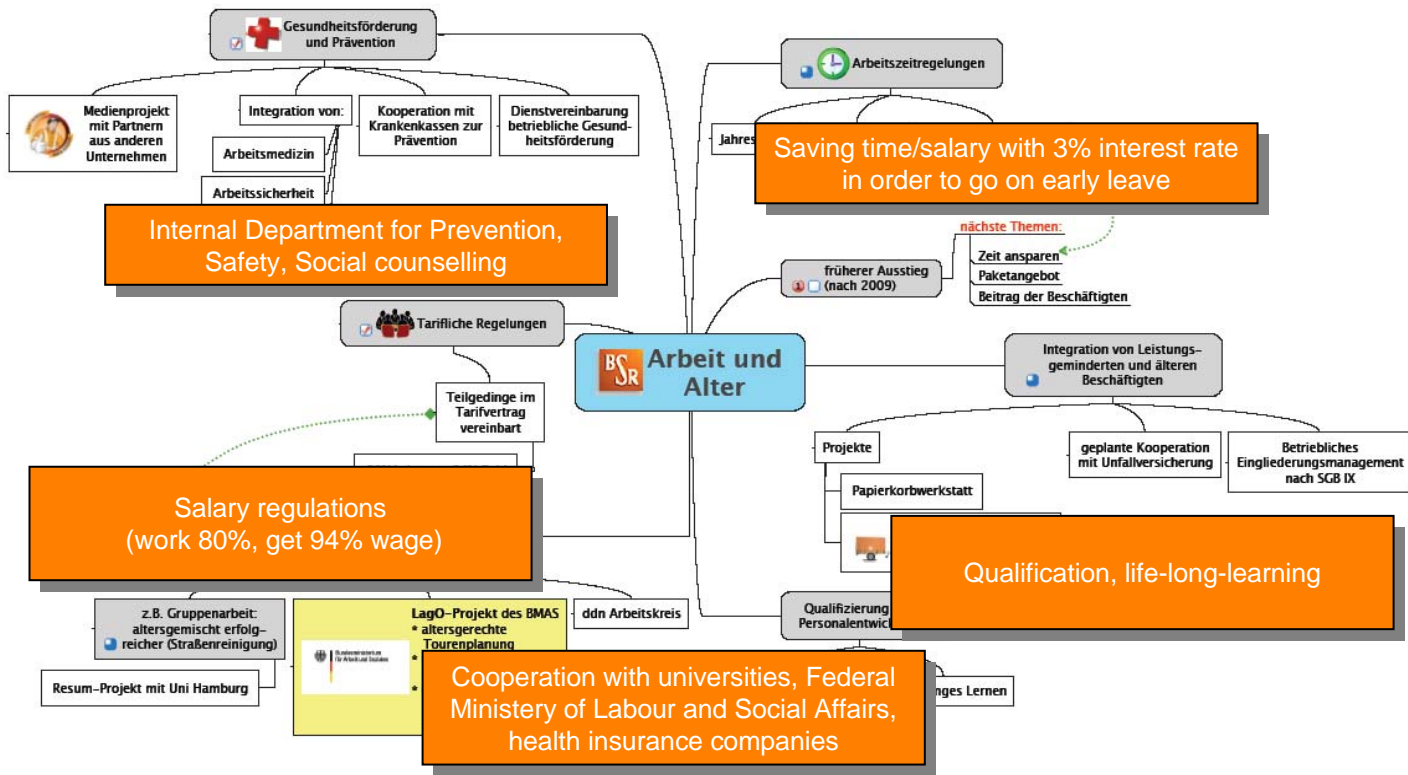 Gesundheitsförderung
und Prävention
Medienprojekt
mit Partnern
aus anderen
Unternehmen
Integration von:
Arbeitsmedizin
Arbeitssicherheit
Kooperation mit
Krankenkassen zur
Prävention
Dienstvereinbarung
betriebliche Gesund-
heitsförderung
Internal Department for Prevention,
Safety, Social counselling
Arbeitszeitregelungen
Jahres
Saving time/salary with 3% interest rate
in order to go on early leave
nächste Themen:
Zeit ansparen
Paketangebot
Beitrag der Beschäftigten
früherer Ausstieg
(nach 2009)
Tarifliche Regelungen
BSR
Arbeit und
Alter
Integration von Leistungs-
geminderten und älteren
Beschäftigten
Teilgedinge im
Tarifvertrag
vereinbart
Projekte
Papierkorbwerkstatt
geplante Kooperation
mit Unfallversicherung
Betriebliches
Eingliederungsmanagement
nach SGB IX
Salary regulations
(work 80%, get 94% wage)
Qualification, life-long-learning
z.B. Gruppenarbeit:
altersgemischt erfolg-
reicher (Straßenreinigung)
Resum-Projekt mit Uni Hamburg
LagO-Projekt des BMAS
* altersgerechte
Tourenplanung
*
*
Bundesministerium
für Arbeit und Soziales
ddn Arbeitskreis
Qualifizierung
Personalentwick
nges Lernen
Cooperation with universities, Federal
Ministery of Labour and Social Affairs,
health insurance companies